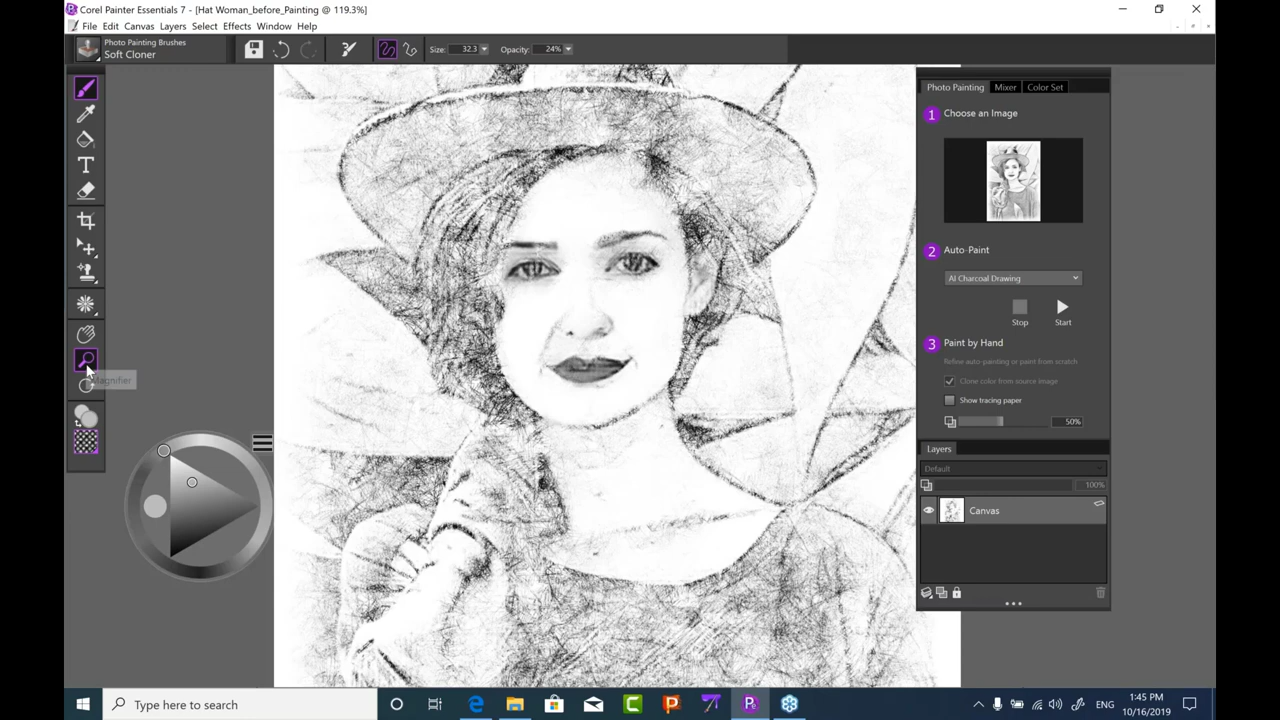 Corel Painter Essentials 7 - [Hat Woman_before_Painting @ 119.3%]
File Edit Canvas Layers Select Effects Window Help
Photo Painting Brushes
Soft Cloner
Size: 32.3 Opacity: 24%
Photo Painting Mixer Color Set
1 Choose an Image
2 Auto-Paint
AI Charcoal Drawing
Stop Start
3 Paint by Hand
Refine auto-painting or paint from scratch
Clone color from source image
Show tracing paper
50%
T
Magnifier
Layers
Default
100%
Canvas
Type here to search
ENG
1:45 PM
10/16/2019